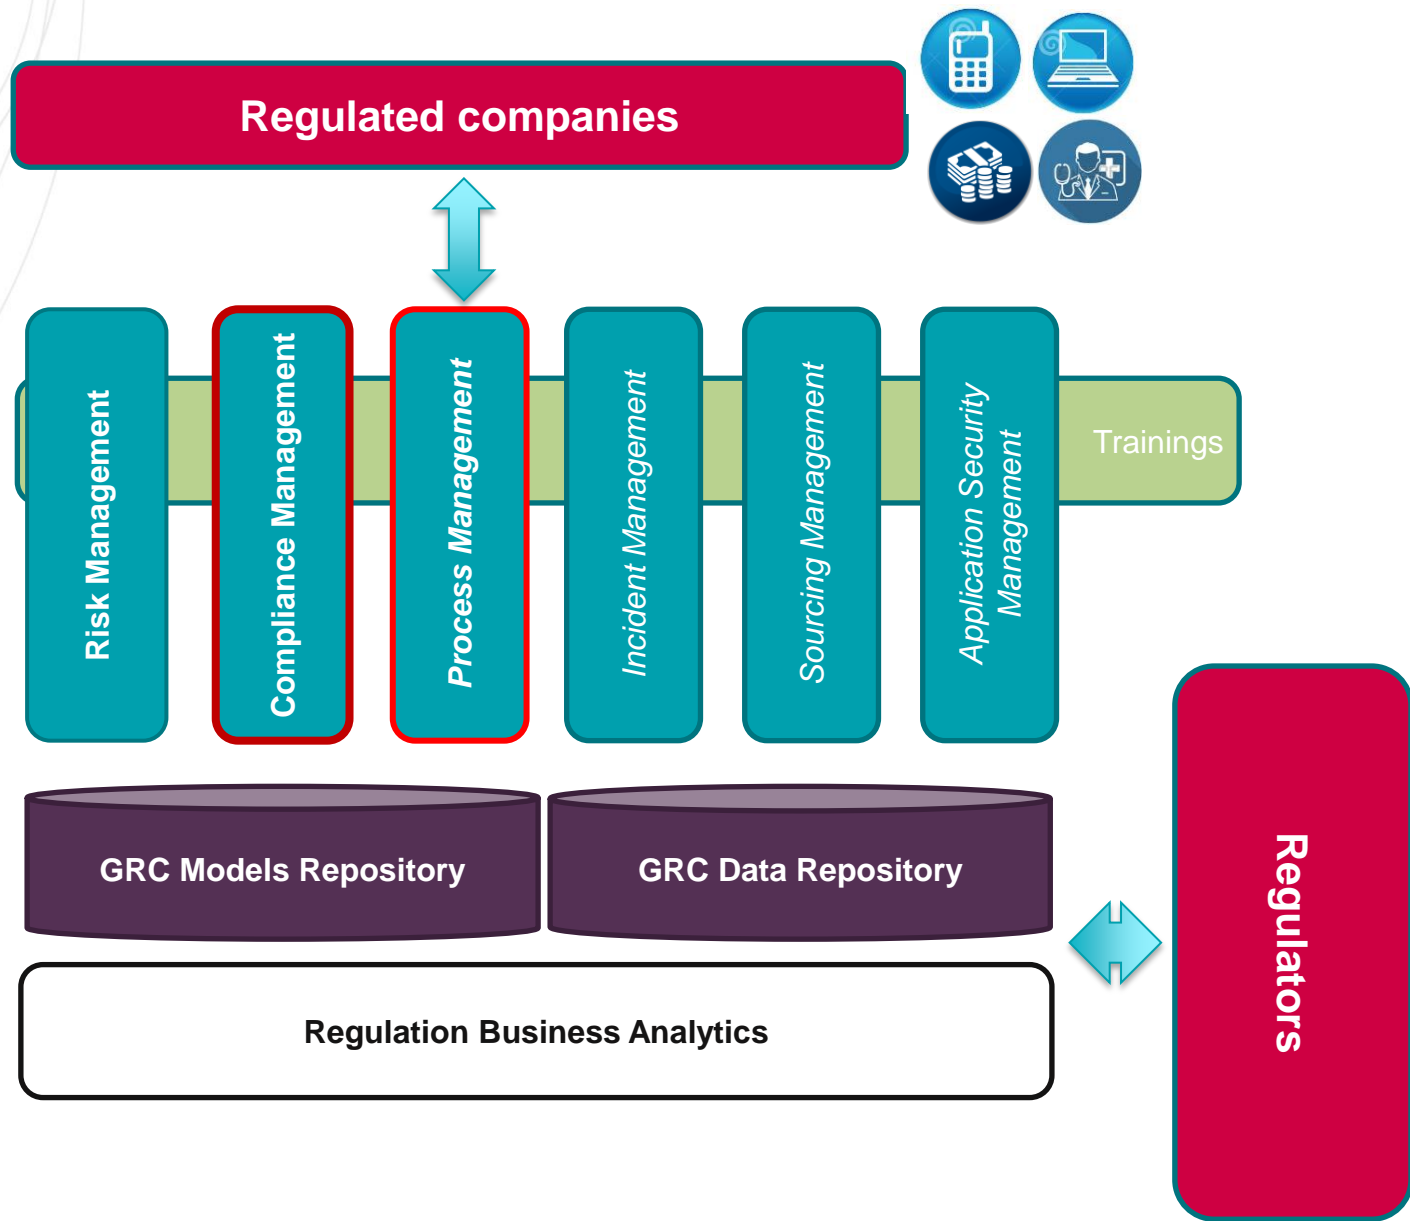 Regulated companies
Risk Management
Compliance Management
Process Management
Incident Management
Sourcing Management
Application Security
Management
Trainings
GRC Models Repository
GRC Data Repository
Regulation Business Analytics
Regulators